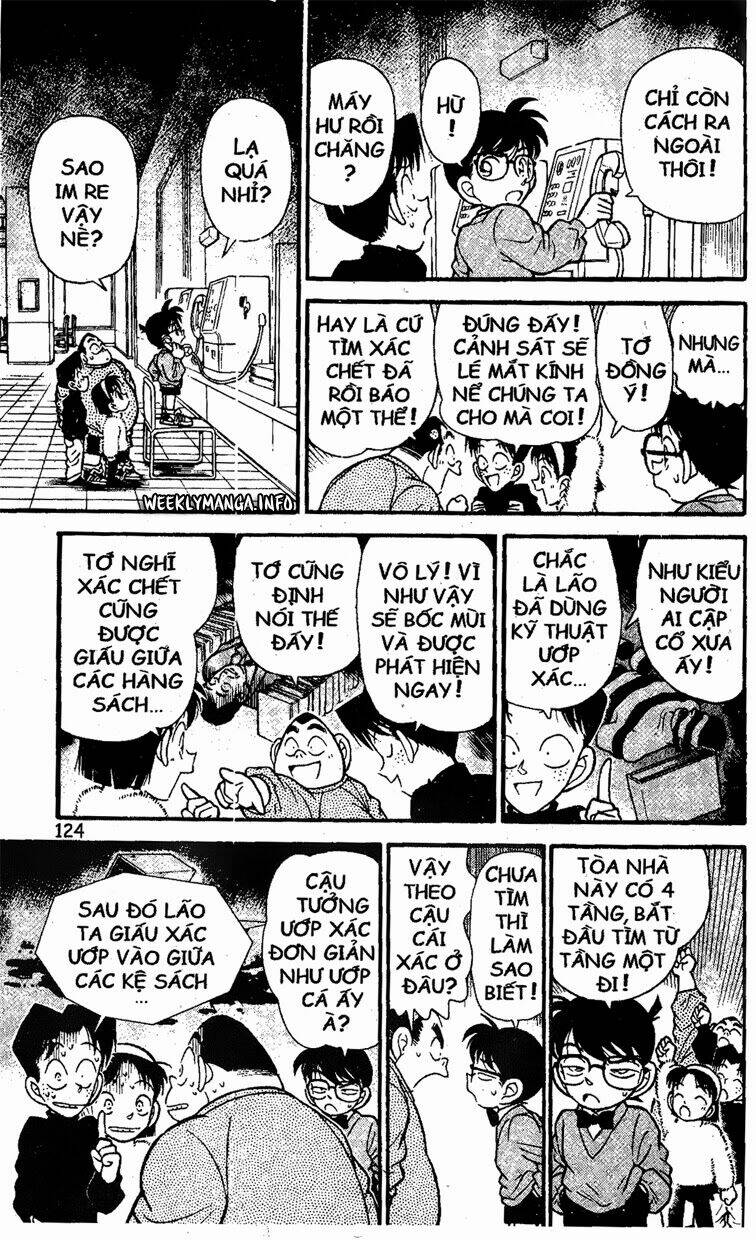 SAO
IM RE
VẬY
NÈ?
LẠ
QUÁ
NHỈ?
WEEKLYMANGA.INFO
MÁY
HƯ RỒI
CHĂNG
?
HỪ
!
CHỈ CÒN
CÁCH RA
NGOÀI
THÔI!
HAY LÀ CỨ
TÌM XÁC
CHẾT ĐÃ
RỒI BÁO
MỘT THỂ!
ĐÚNG ĐẤY!
CẢNH SÁT SẼ
LÉ MẮT KÍNH
NỂ CHÚNG TA
CHO MÀ COI!
TỚ
ĐỒNG
Ý!
NHƯNG
MÀ...
TỚ NGHĨ
XÁC CHẾT
CŨNG
ĐƯỢC
GIẤU GIỮA
CÁC HÀNG
SÁCH...
TỚ CŨNG
ĐỊNH
NÓI THẾ
ĐẤY!
VÔ LÝ! VÌ
NHƯ VẬY
SẼ BỐC MÙI
VÀ ĐƯỢC
PHÁT HIỆN
NGAY!
CHẮC
LÀ LÃO
ĐÃ DÙNG
KỸ THUẬT
ƯỚP
XÁC...
NHƯ KIỂU
NGƯỜI
AI CẬP
CỔ XƯA
ẤY!
124
SAU ĐÓ LÃO
TA GIẤU XÁC
ƯỚP VÀO GIỮA
CÁC KỆ SÁCH
...
CẬU
TƯỞNG
ƯỚP XÁC
ĐƠN GIẢN
NHƯ ƯỚP
CÁ ẤY
À?
VẬY
THEO
CẬU
CÁI
XÁC Ở
ĐÂU?
CHƯA
TÌM
THÌ
LÀM
SAO
BIẾT!
TÒA NHÀ
NÀY CÓ 4
TẦNG, BẮT
ĐẦU TÌM TỪ
TẦNG MỘT
ĐI!